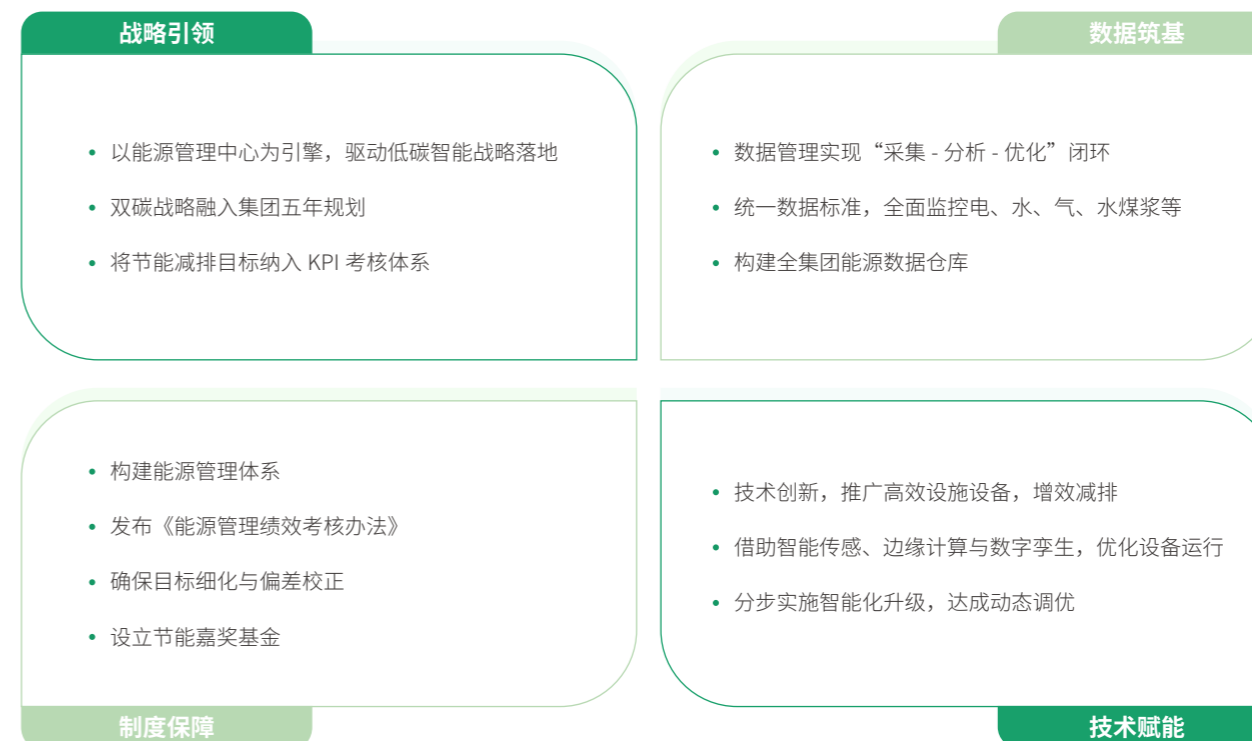 战略引领
• 以能源管理中心为引擎，驱动低碳智能战略落地
• 双碳战略融入集团五年规划
• 将节能减排目标纳入 KPI 考核体系
数据筑基
• 数据管理实现“采集 - 分析 - 优化”闭环
• 统一数据标准，全面监控电、水、气、水煤浆等
• 构建全集团能源数据仓库
• 构建能源管理体系
• 发布《能源管理绩效考核办法》
• 确保目标细化与偏差校正
• 设立节能嘉奖基金
制度保障
• 技术创新，推广高效设施设备，增效减排
• 借助智能传感、边缘计算与数字孪生，优化设备运行
• 分步实施智能化升级，达成动态调优
技术赋能